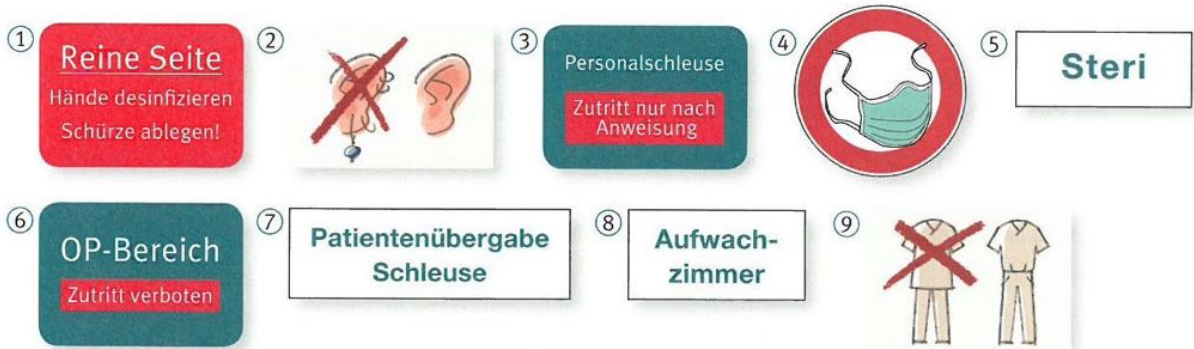 ①
Reine Seite
Hände desinfizieren
Schürze ablegen!
②
③
Personalschleuse
Zutritt nur nach
Anweisung
④
⑤
Steri
⑥
OP-Bereich
Zutritt verboten
⑦
Patientenübergabe
Schleuse
⑧
Aufwach-
zimmer
⑨